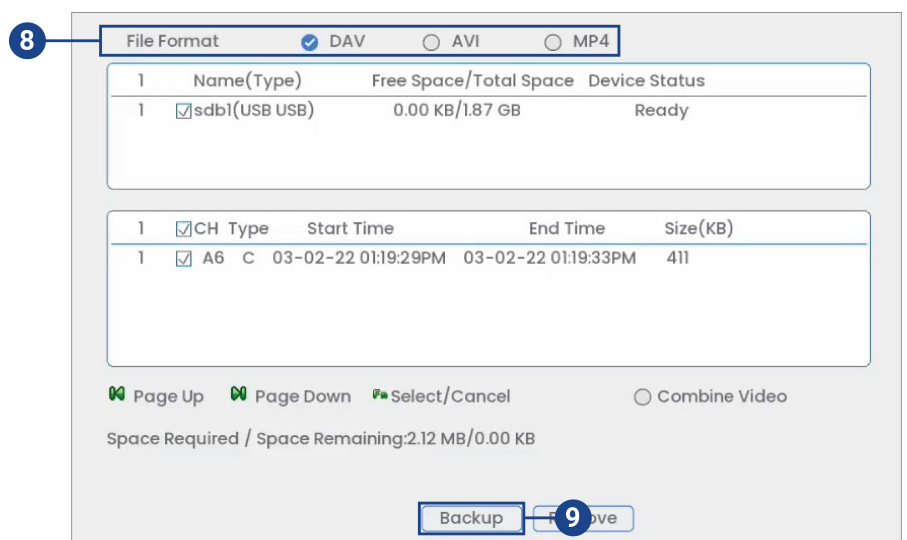 8 File Format DAV AVI MP4
1 Name(Type) Free Space/Total Space Device Status
1 sdb1(USB USB) 0.00 KB/1.87 GB Ready
1 CH Type Start Time End Time Size(KB)
1 A6 C 03-02-22 01:19:29PM 03-02-22 01:19:33PM 411
Page Up Page Down Fn Select/Cancel Combine Video
Space Required / Space Remaining:2.12 MB/0.00 KB
Backup 9